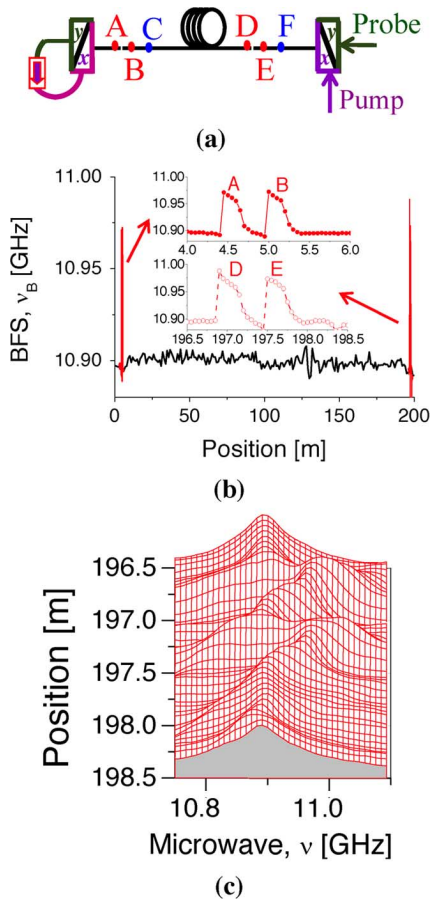 y
x
A
B
C
D
E
F
y
x
Probe
Pump
(a)
BFS, ν_B [GHz]
11.00
10.95
10.90
A B
11.00
10.95
10.90
4.0 4.5 5.0 5.5 6.0
D E
11.00
10.95
10.90
196.5 197.0 197.5 198.0 198.5
0 50 100 150 200
Position [m]
(b)
Position [m]
196.5
197.0
197.5
198.0
198.5
10.8 11.0
Microwave, ν [GHz]
(c)